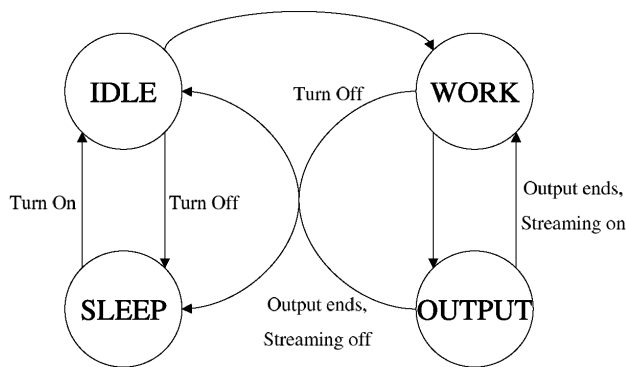 IDLE
WORK
Turn Off
Turn On
Turn Off
Output ends,
Streaming on
SLEEP
Output ends,
Streaming off
OUTPUT